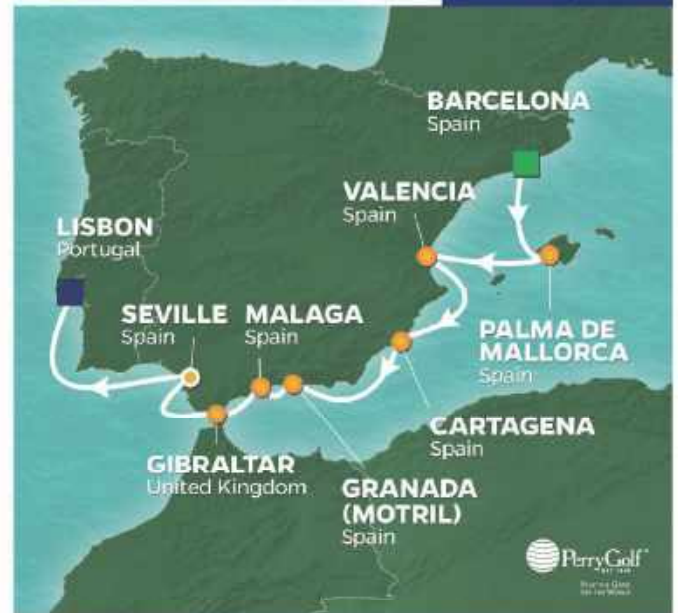 BARCELONA
Spain
VALENCIA
Spain
LISBON
Portugal
SEVILLE
Spain
MALAGA
Spain
PALMA DE
MALLORCA
Spain
CARTAGENA
Spain
GIBRALTAR
United Kingdom
GRANADA
(MOTRIL)
Spain
PerryGolf